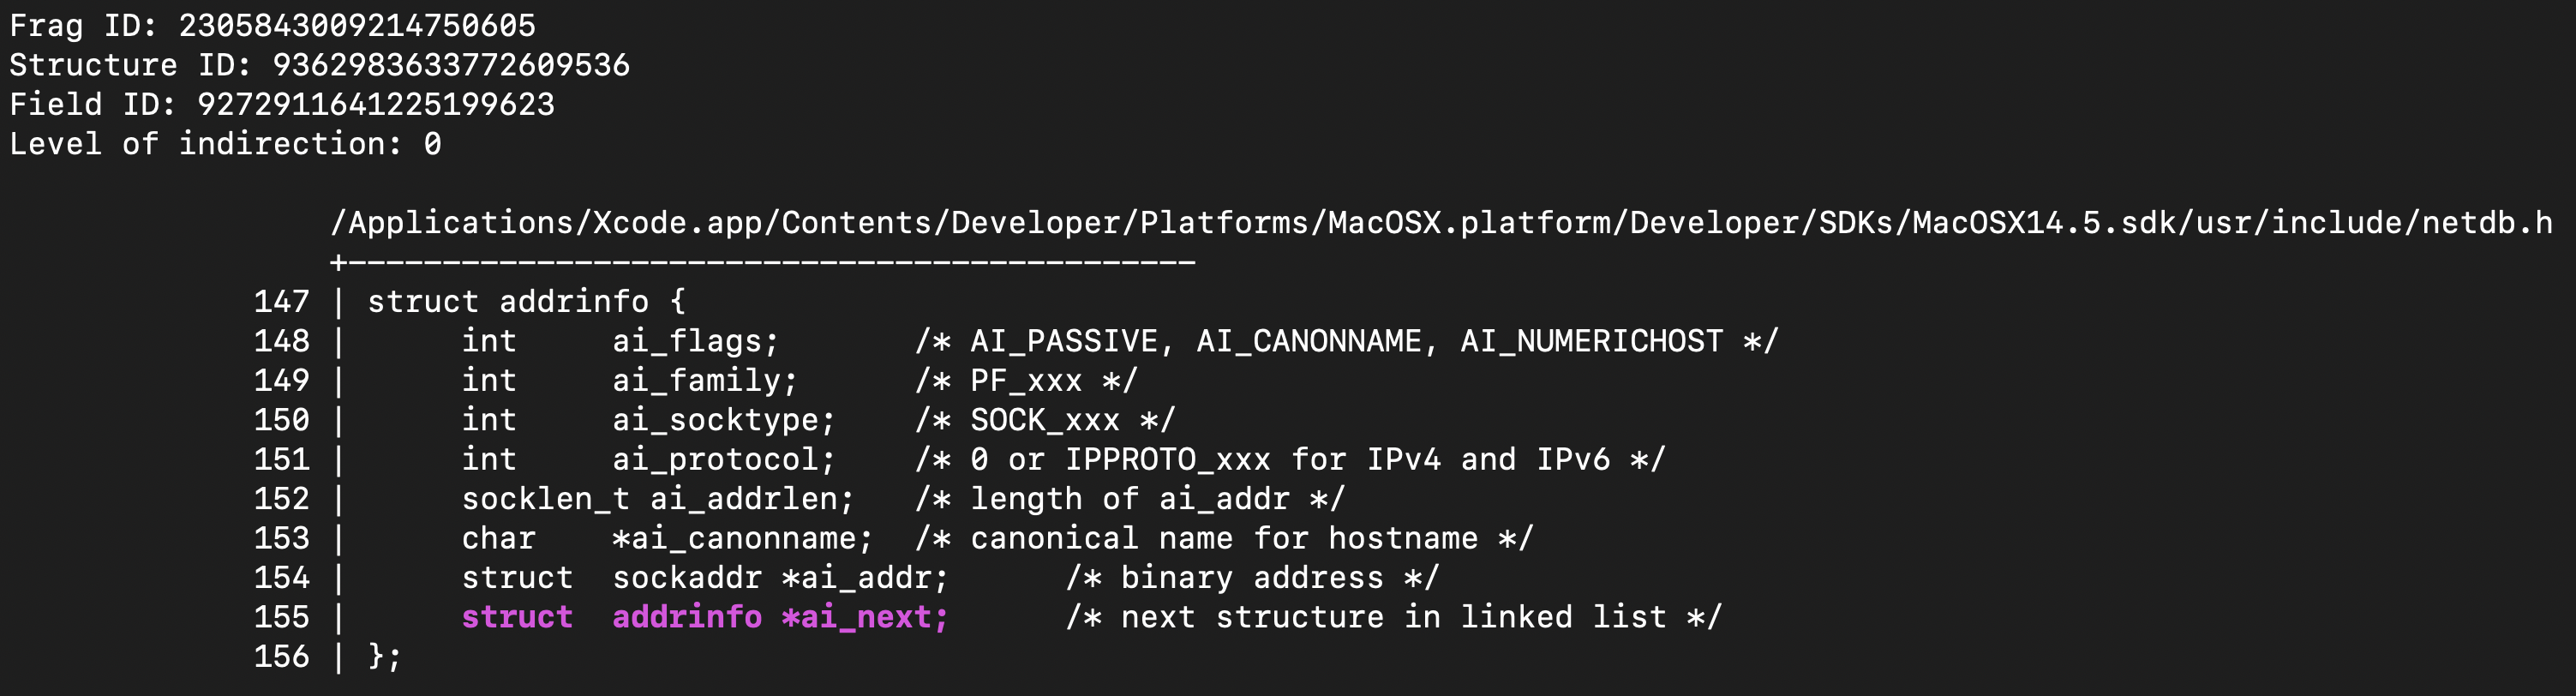 Frag ID: 2305843009214750605
Structure ID: 9362983633772609536
Field ID: 9272911641225199623
Level of indirection: 0
/Applications/Xcode.app/Contents/Developer/Platforms/MacOSX.platform/Developer/SDKs/MacOSX14.5.sdk/usr/include/netdb.h
+---------------------------------------------
147 | struct addrinfo {
148 |      int     ai_flags;       /* AI_PASSIVE, AI_CANONNAME, AI_NUMERICHOST */
149 |      int     ai_family;      /* PF_xxx */
150 |      int     ai_socktype;    /* SOCK_xxx */
151 |      int     ai_protocol;    /* 0 or IPPROTO_xxx for IPv4 and IPv6 */
152 |      socklen_t ai_addrlen;   /* length of ai_addr */
153 |      char    *ai_canonname;  /* canonical name for hostname */
154 |      struct  sockaddr *ai_addr;      /* binary address */
155 |      struct  addrinfo *ai_next;      /* next structure in linked list */
156 | };